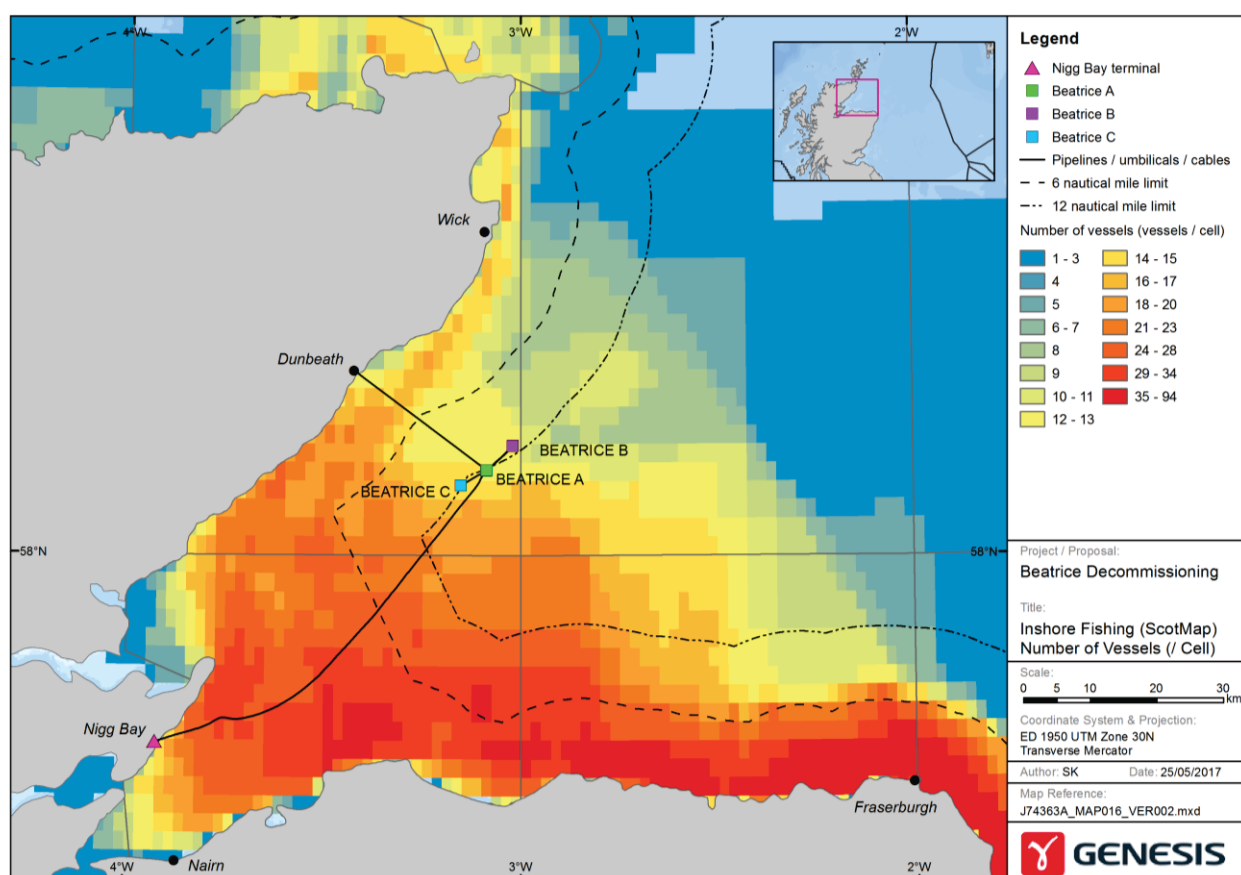 4°W
3°W
2°W
Wick
Dunbeath
BEATRICE B
BEATRICE A
BEATRICE C
58°N
58°N
Nigg Bay
Fraserburgh
Nairn
4°W
3°W
2°W
Legend
Nigg Bay terminal
Beatrice A
Beatrice B
Beatrice C
Pipelines / umbilicals / cables
6 nautical mile limit
12 nautical mile limit
Number of vessels (vessels / cell)
1 - 3
4
5
6 - 7
8
9
10 - 11
12 - 13
14 - 15
16 - 17
18 - 20
21 - 23
24 - 28
29 - 34
35 - 94
Project / Proposal:
Beatrice Decommissioning
Title:
Inshore Fishing (ScotMap)
Number of Vessels (/ Cell)
Scale:
0 5 10 20 30
km
Coordinate System & Projection:
ED 1950 UTM Zone 30N
Transverse Mercator
Author: SK Date: 25/05/2017
Map Reference:
J74363A_MAP016_VER002.mxd
GENESIS